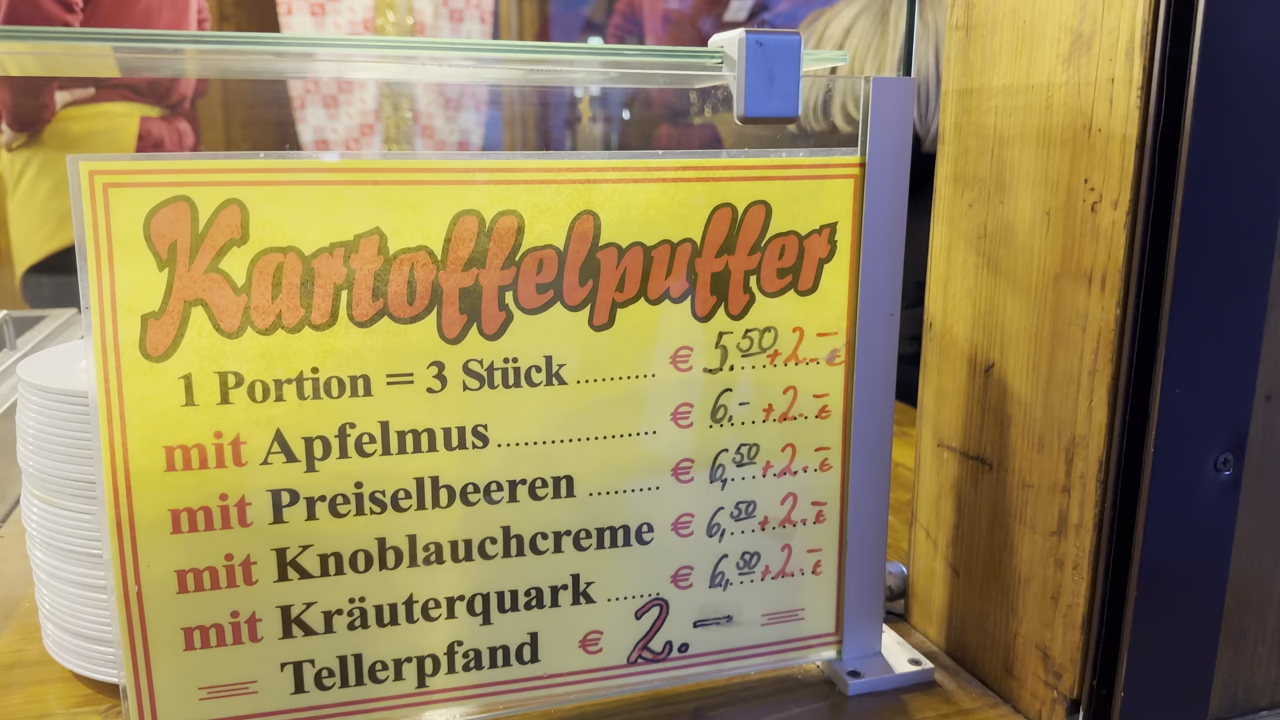 Kartoffelpuffer
1 Portion = 3 Stück ......... € 5.50 +2.-€
mit Apfelmus .................. € 6.- +2.-€
mit Preiselbeeren ......... € 6,50 +2.-€
mit Knoblauchcreme € 6,50 +2.-€
mit Kräuterquark ...... € 6,50 +2.-€
Tellerpfand € 2.-